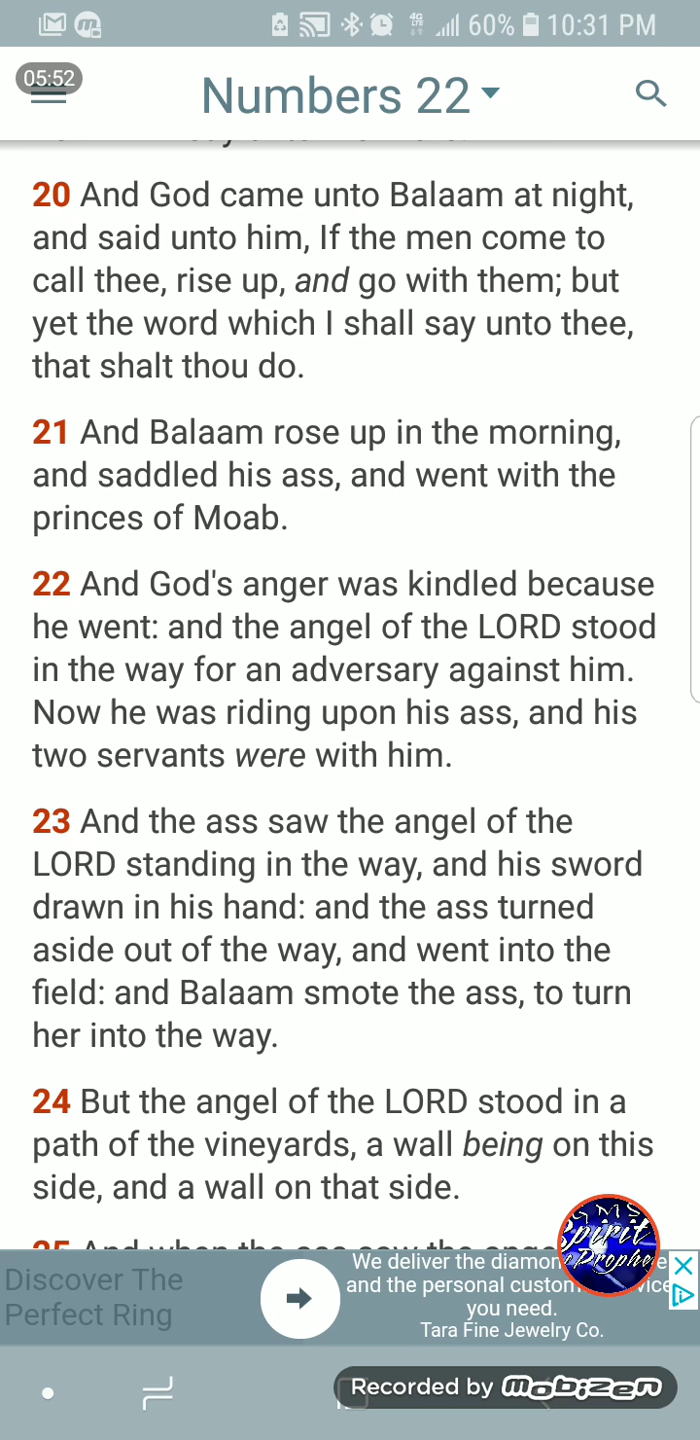 60% 10:31 PM
05:52
Numbers 22
20 And God came unto Balaam at night,
and said unto him, If the men come to
call thee, rise up, and go with them; but
yet the word which I shall say unto thee,
that shalt thou do.
21 And Balaam rose up in the morning,
and saddled his ass, and went with the
princes of Moab.
22 And God's anger was kindled because
he went: and the angel of the LORD stood
in the way for an adversary against him.
Now he was riding upon his ass, and his
two servants were with him.
23 And the ass saw the angel of the
LORD standing in the way, and his sword
drawn in his hand: and the ass turned
aside out of the way, and went into the
field: and Balaam smote the ass, to turn
her into the way.
24 But the angel of the LORD stood in a
path of the vineyards, a wall being on this
side, and a wall on that side.
25 And when the ass saw the
GMS
Spirit
Discover The
Perfect Ring
We deliver the
and the personal
you need.
Tara Fine Jewelry Co.
Recorded by Mobizen